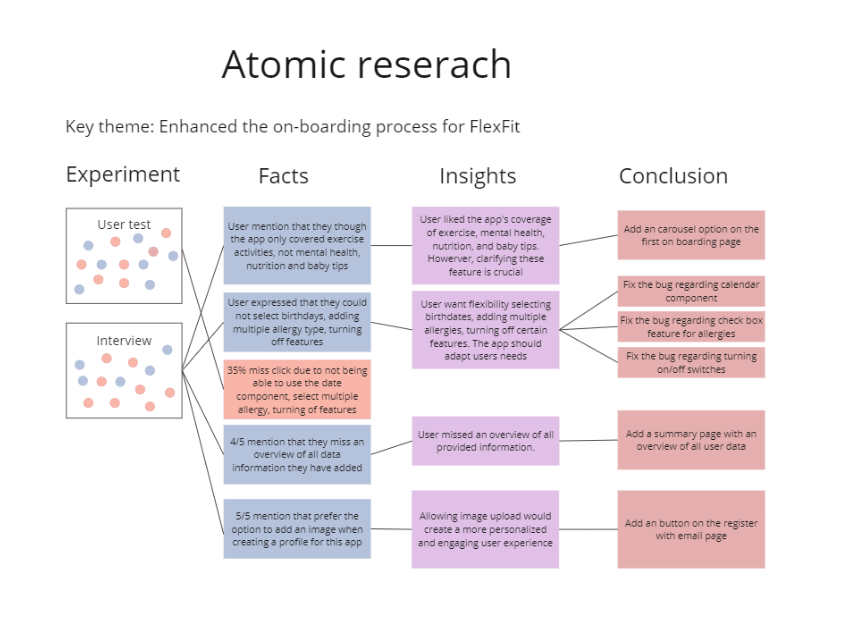 Atomic reserach
Key theme: Enhanced the on-boarding process for FlexFit
Experiment
Facts
Insights
Conclusion
User test
Interview
User mention that they though
the app only covered exercise
activities, not mental health,
nutrition and baby tips
User expressed that they could
not select birthdays, adding
multiple allergy type, turning
off features
35% miss click due to not being
able to use the date
component, select multiple
allergy, turning of features
4/5 mention that they miss an
overview of all data
information they have added
5/5 mention that prefer the
option to add an image when
creating a profile for this app
User liked the app's coverage
of exercise, mental health,
nutrition, and baby tips.
Howerver, clarifying these
feature is crucial
User want flexibility selecting
birthdates, adding multiple
allergies, turning off certain
features. The app should
adapt users needs
User missed an overview of all
provided information.
Allowing image upload would
create a more personalized
and engaging user experience
Add an carousel option on the
first on boarding page
Fix the bug regarding calendar
component
Fix the bug regarding check box
feature for allergies
Fix the bug regarding turning
on/off switches
Add a summary page with an
overview of all user data
Add an button on the register
with email page